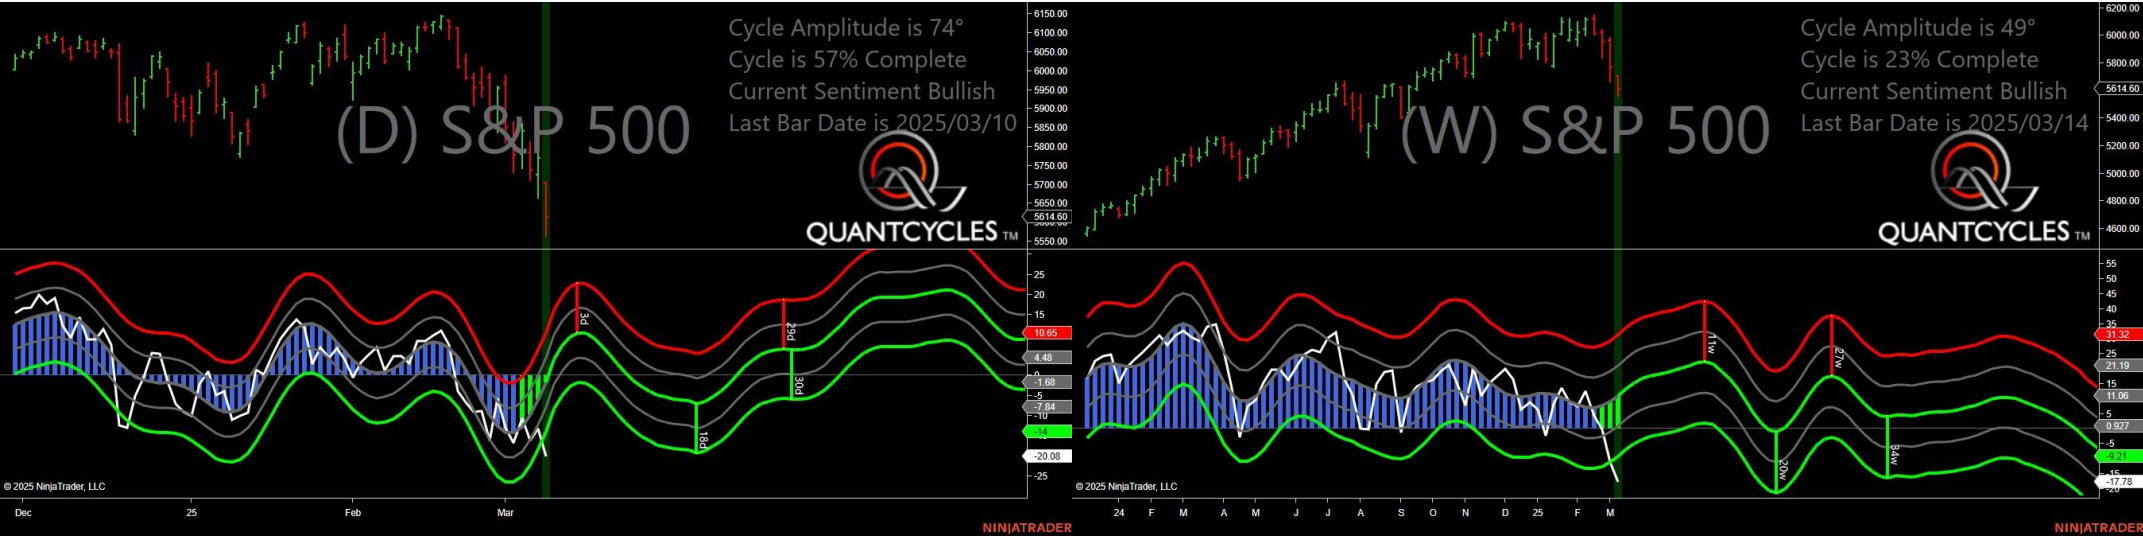 Cycle Amplitude is 74°
Cycle is 57% Complete
Current Sentiment Bullish
Last Bar Date is 2025/03/10
(D) S&P 500
QUANTCYCLES TM
6150.00
6100.00
6050.00
6000.00
5950.00
5900.00
5850.00
5800.00
5750.00
5700.00
5650.00
5614.60
5550.00
25
20
15
10.65
4.48
0
-1.68
-5
-7.84
-10
-14
-20.08
-25
3d
18d
29d
30d
© 2025 NinjaTrader, LLC
Dec
25
Feb
Mar
NINJATRADER
Cycle Amplitude is 49°
Cycle is 23% Complete
Current Sentiment Bullish
Last Bar Date is 2025/03/14
(W) S&P 500
QUANTCYCLES TM
6200.00
6000.00
5800.00
5614.60
5400.00
5200.00
5000.00
4800.00
4600.00
55
50
45
40
35
31.32
25
21.19
15
11.06
5
0.927
-5
-9.21
-15
-17.78
11w
20w
27w
34w
© 2025 NinjaTrader, LLC
24 F M A M J J A S O N D 25 F M
NINJATRADER